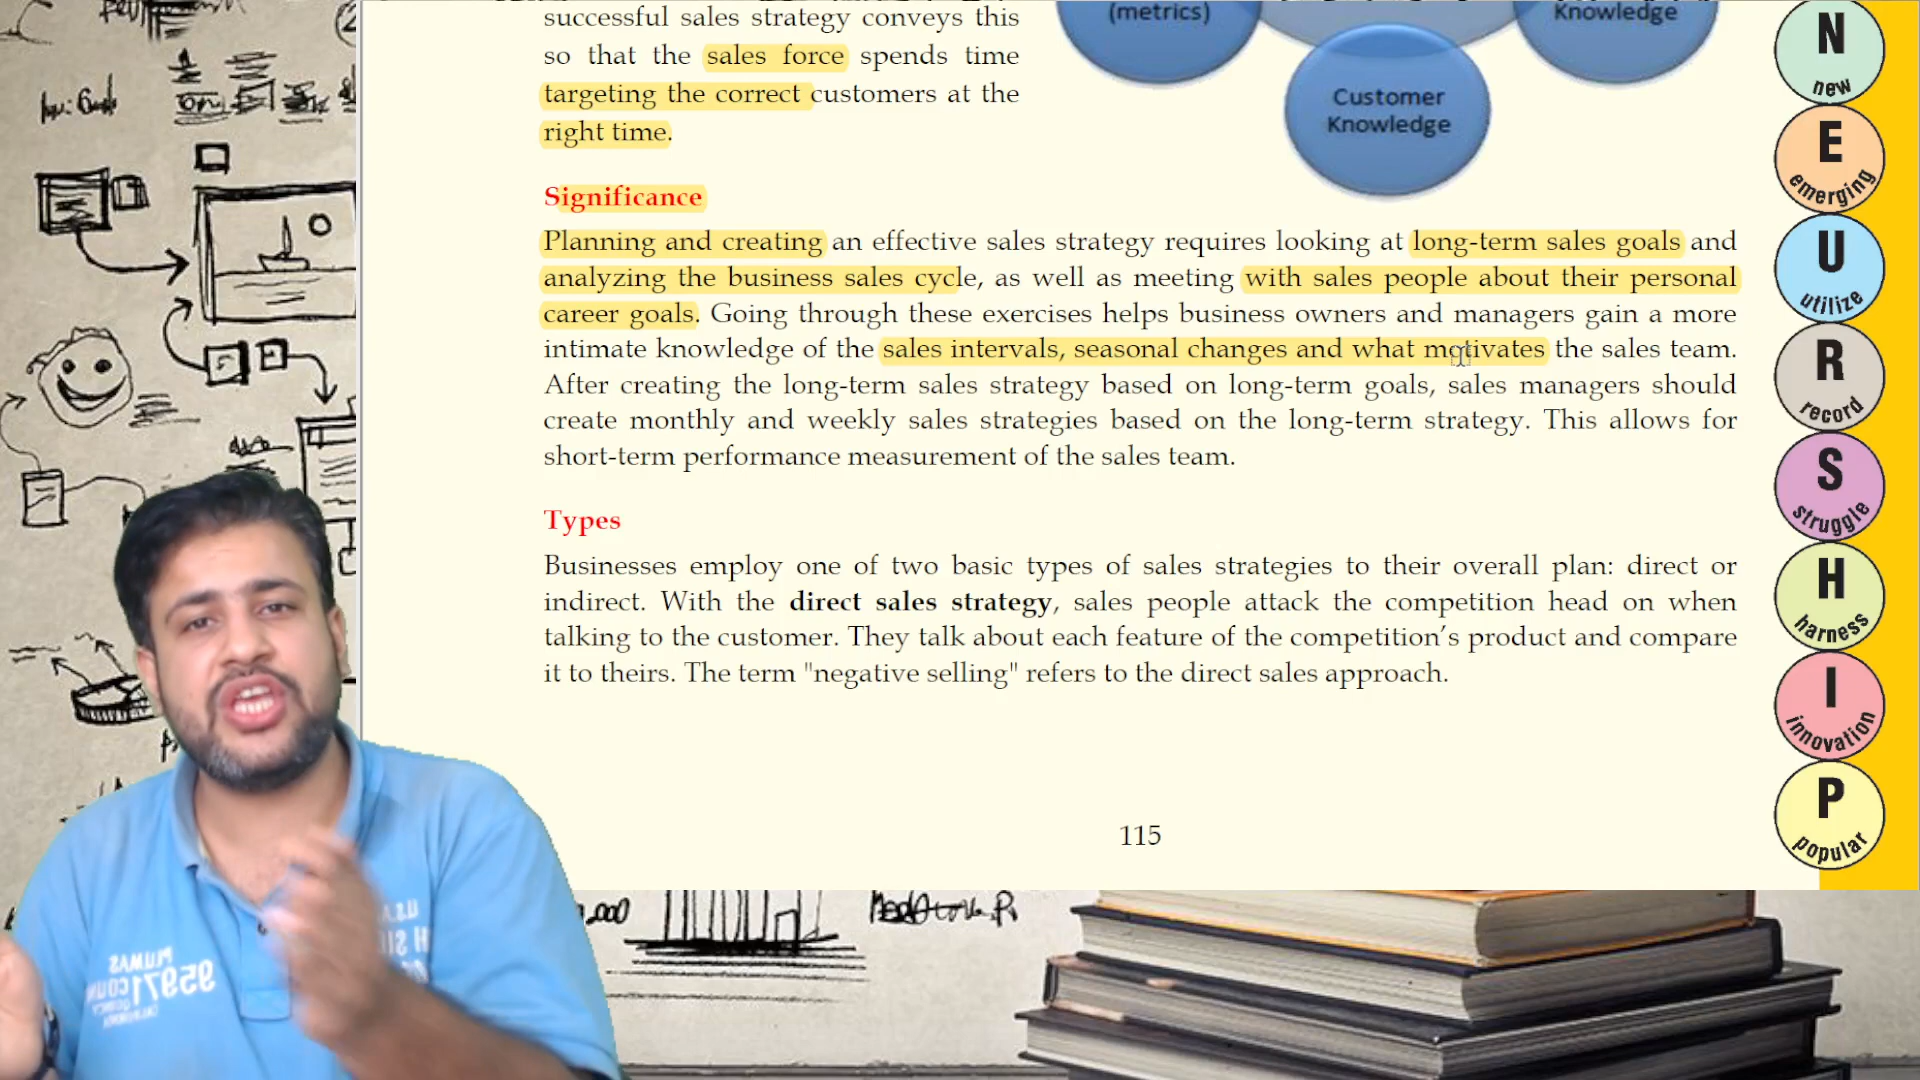 successful sales strategy conveys this
so that the sales force spends time
targeting the correct customers at the
right time.
(metrics)
Knowledge
Customer
Knowledge
Significance
Planning and creating an effective sales strategy requires looking at long-term sales goals and
analyzing the business sales cycle, as well as meeting with sales people about their personal
career goals. Going through these exercises helps business owners and managers gain a more
intimate knowledge of the sales intervals, seasonal changes and what motivates the sales team.
After creating the long-term sales strategy based on long-term goals, sales managers should
create monthly and weekly sales strategies based on the long-term strategy. This allows for
short-term performance measurement of the sales team.
Types
Businesses employ one of two basic types of sales strategies to their overall plan: direct or
indirect. With the direct sales strategy, sales people attack the competition head on when
talking to the customer. They talk about each feature of the competition’s product and compare
it to theirs. The term "negative selling" refers to the direct sales approach.
115
N
new
E
emerging
U
utilize
R
record
S
struggle
H
harness
I
innovation
P
popular
PLUMAS
95971